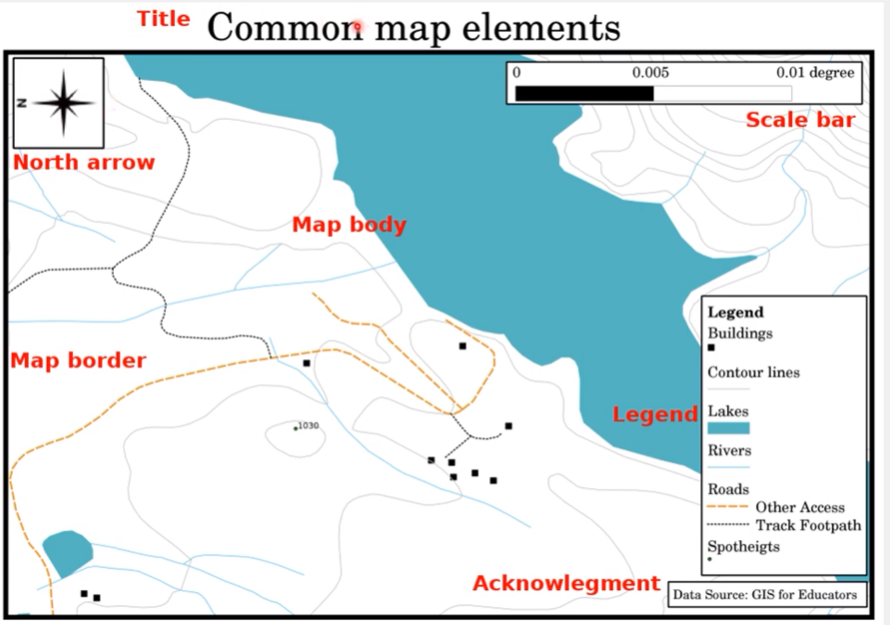 Title
Common map elements
N
0 0.005 0.01 degree
Scale bar
North arrow
Map body
Map border
1030
Legend
Legend
Buildings
Contour lines
Lakes
Rivers
Roads
Other Access
Track Footpath
Spotheigts
Acknowlegment
Data Source: GIS for Educators